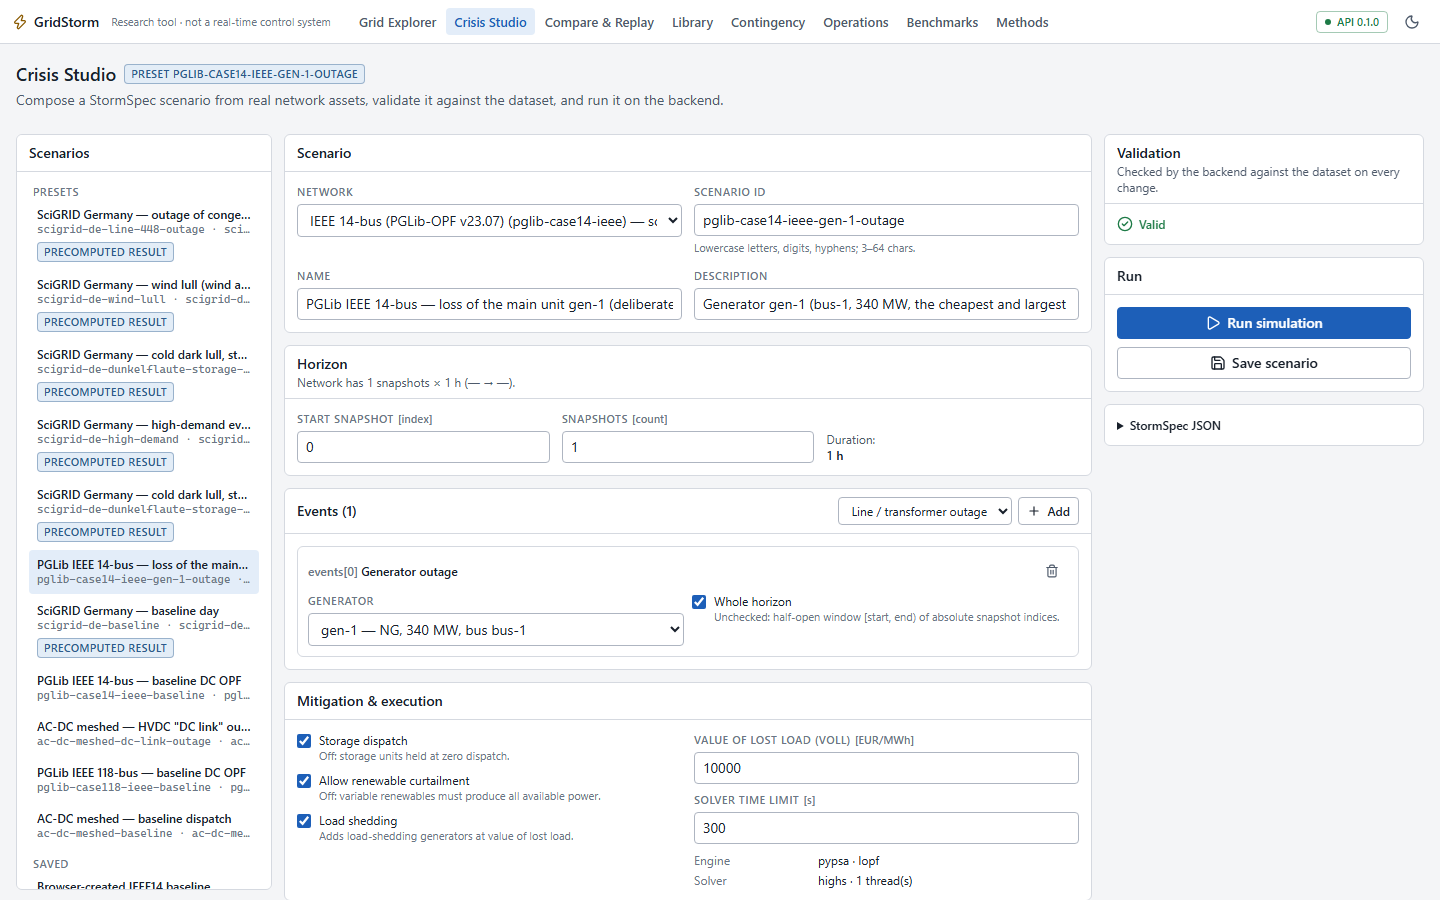 GridStorm
Research tool · not a real-time control system
Grid Explorer
Crisis Studio
Compare & Replay
Library
Contingency
Operations
Benchmarks
Methods
API 0.1.0
Crisis Studio
PRESET PGLIB-CASE14-IEEE-GEN-1-OUTAGE
Compose a StormSpec scenario from real network assets, validate it against the dataset, and run it on the backend.
Scenarios
PRESETS
SciGRID Germany — outage of conge...
scigrid-de-line-448-outage · sci…
PRECOMPUTED RESULT
SciGRID Germany — wind lull (wind a...
scigrid-de-wind-lull · scigrid-d…
PRECOMPUTED RESULT
SciGRID Germany — cold dark lull, st...
scigrid-de-dunkelflaute-storage-…
PRECOMPUTED RESULT
SciGRID Germany — high-demand ev...
scigrid-de-high-demand · scigrid…
PRECOMPUTED RESULT
SciGRID Germany — cold dark lull, st...
scigrid-de-dunkelflaute-storage-…
PRECOMPUTED RESULT
PGLib IEEE 14-bus — loss of the main...
pglib-case14-ieee-gen-1-outage ·…
SciGRID Germany — baseline day
scigrid-de-baseline · scigrid-de…
PRECOMPUTED RESULT
PGLib IEEE 14-bus — baseline DC OPF
pglib-case14-ieee-baseline · pgl…
AC-DC meshed — HVDC "DC link" ou...
ac-dc-meshed-dc-link-outage · ac…
PGLib IEEE 118-bus — baseline DC OPF
pglib-case118-ieee-baseline · pg…
AC-DC meshed — baseline dispatch
ac-dc-meshed-baseline · ac-dc-me…
SAVED
Browser-created IEEE14 baseline
Scenario
NETWORK
IEEE 14-bus (PGLib-OPF v23.07) (pglib-case14-ieee) — sc
SCENARIO ID
pglib-case14-ieee-gen-1-outage
Lowercase letters, digits, hyphens; 3–64 chars.
NAME
PGLib IEEE 14-bus — loss of the main unit gen-1 (deliberate
DESCRIPTION
Generator gen-1 (bus-1, 340 MW, the cheapest and largest
Horizon
Network has 1 snapshots × 1 h (— → —).
START SNAPSHOT [index]
0
SNAPSHOTS [count]
1
Duration:
1 h
Events (1)
Line / transformer outage
Add
events[0] Generator outage
GENERATOR
gen-1 — NG, 340 MW, bus bus-1
Whole horizon
Unchecked: half-open window [start, end) of absolute snapshot indices.
Mitigation & execution
Storage dispatch
Off: storage units held at zero dispatch.
Allow renewable curtailment
Off: variable renewables must produce all available power.
Load shedding
Adds load-shedding generators at value of lost load.
VALUE OF LOST LOAD (VOLL) [EUR/MWh]
10000
SOLVER TIME LIMIT [s]
300
Engine
pypsa · lopf
Solver
highs · 1 thread(s)
Validation
Checked by the backend against the dataset on every
change.
Valid
Run
Run simulation
Save scenario
StormSpec JSON